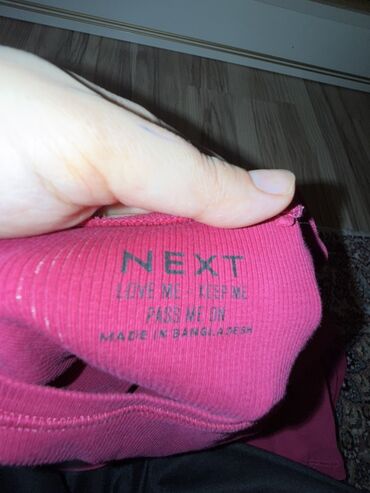 NEXT
LOVE ME - KEEP ME
PASS ME ON
MADE IN BANGLADESH